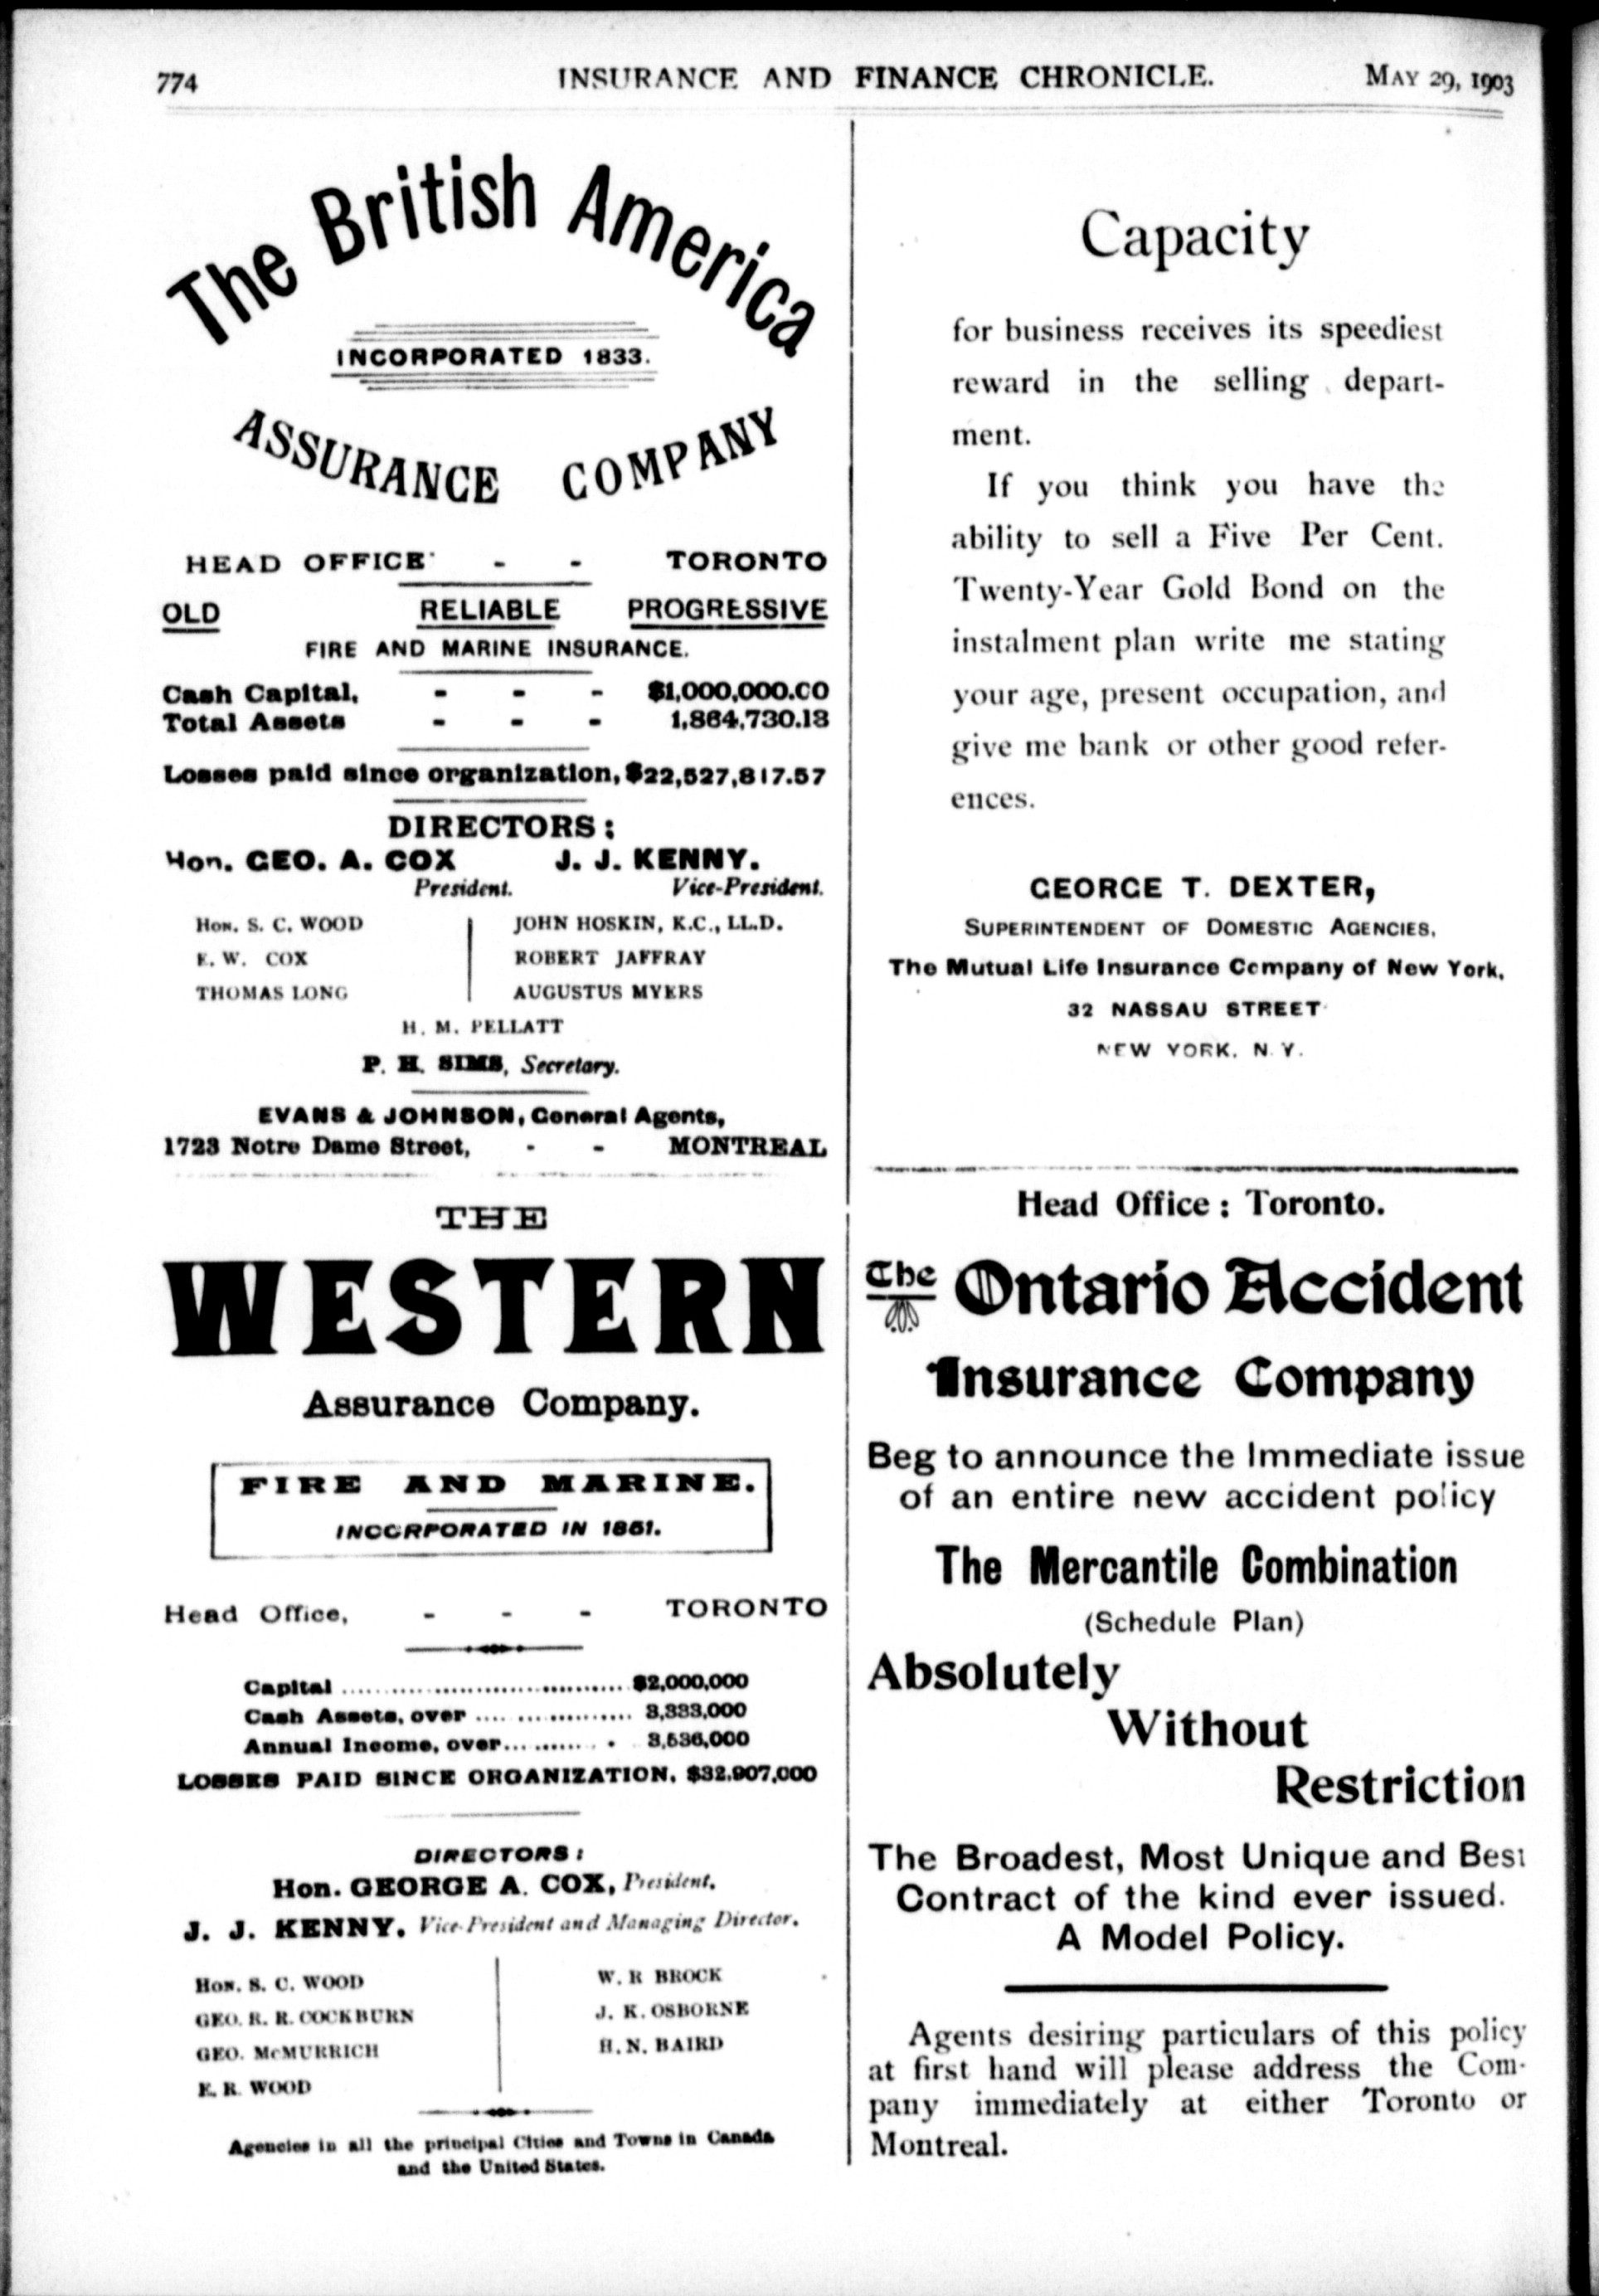 774 INSURANCE AND FINANCE CHRONICLE. MAY 29, 1903
The British America
INCORPORATED 1833.
ASSURANCE COMPANY
HEAD OFFICE - - TORONTO
OLD RELIABLE PROGRESSIVE
FIRE AND MARINE INSURANCE.
Cash Capital, - - - $1,000,000.00
Total Assets - - - 1,864,730.13
Losses paid since organization, $22,527,817.57
DIRECTORS:
Hon. GEO. A. COX J. J. KENNY.
President. Vice-President.
HON. S. C. WOOD JOHN HOSKIN, K.C., LL.D.
E. W. COX ROBERT JAFFRAY
THOMAS LONG AUGUSTUS MYERS
H. M. PELLATT
P. H. SIMS, Secretary.
EVANS & JOHNSON, General Agents,
1723 Notre Dame Street, - - MONTREAL
THE
WESTERN
Assurance Company.
FIRE AND MARINE.
INCORPORATED IN 1851.
Head Office, - - - TORONTO
Capital ........................ $2,000,000
Cash Assets, over ................ 3,333,000
Annual Income, over............ 3,536,000
LOSSES PAID SINCE ORGANIZATION, $32,907,000
DIRECTORS:
Hon. GEORGE A. COX, President.
J. J. KENNY, Vice-President and Managing Director.
HON. S. C. WOOD W. R BROCK
GEO. R. R. COCKBURN J. K. OSBORNE
GEO. McMURRICH H. N. BAIRD
E. R. WOOD
Agencies in all the principal Cities and Towns in Canada
and the United States.
Capacity
for business receives its speediest
reward in the selling depart-
ment.
If you think you have the
ability to sell a Five Per Cent.
Twenty-Year Gold Bond on the
instalment plan write me stating
your age, present occupation, and
give me bank or other good refer-
ences.
GEORGE T. DEXTER,
SUPERINTENDENT OF DOMESTIC AGENCIES,
The Mutual Life Insurance Company of New York,
32 NASSAU STREET
NEW YORK, N. Y.
Head Office: Toronto.
The Ontario Accident
Insurance Company
Beg to announce the Immediate issue
of an entire new accident policy
The Mercantile Combination
(Schedule Plan)
Absolutely
Without
Restriction
The Broadest, Most Unique and Best
Contract of the kind ever issued.
A Model Policy.
Agents desiring particulars of this policy
at first hand will please address the Com-
pany immediately at either Toronto or
Montreal.